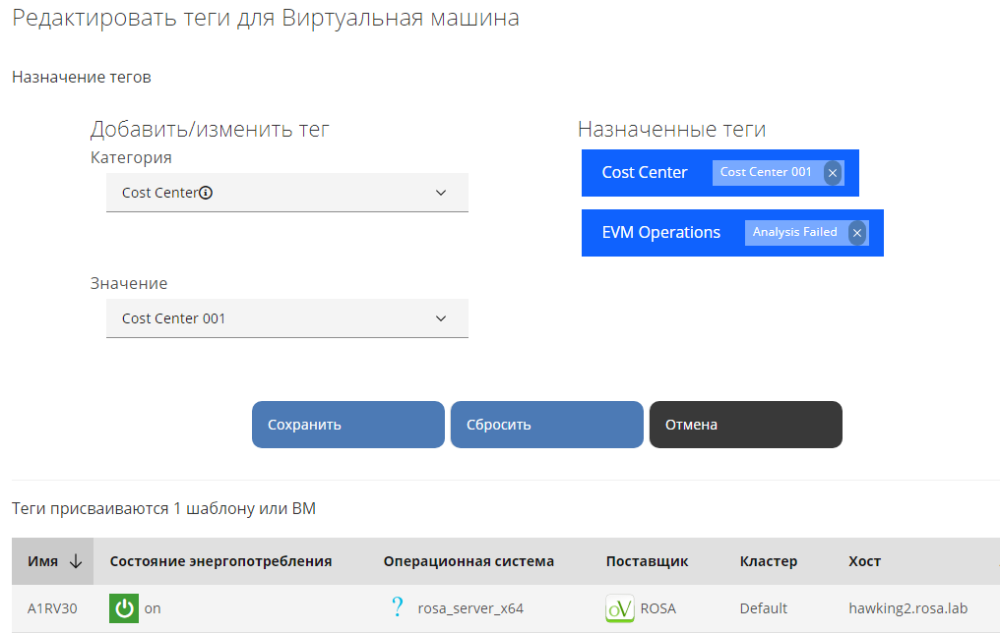 Редактировать теги для Виртуальная машина
Назначение тегов
Добавить/изменить тег
Категория
Cost Center
Значение
Cost Center 001
Назначенные теги
Cost Center Cost Center 001
EVM Operations Analysis Failed
Сохранить Сбросить Отмена
Теги присваиваются 1 шаблону или ВМ
Имя Состояние энергопотребления Операционная система Поставщик Кластер Хост
A1RV30 on rosa_server_x64 oV ROSA Default hawking2.rosa.lab